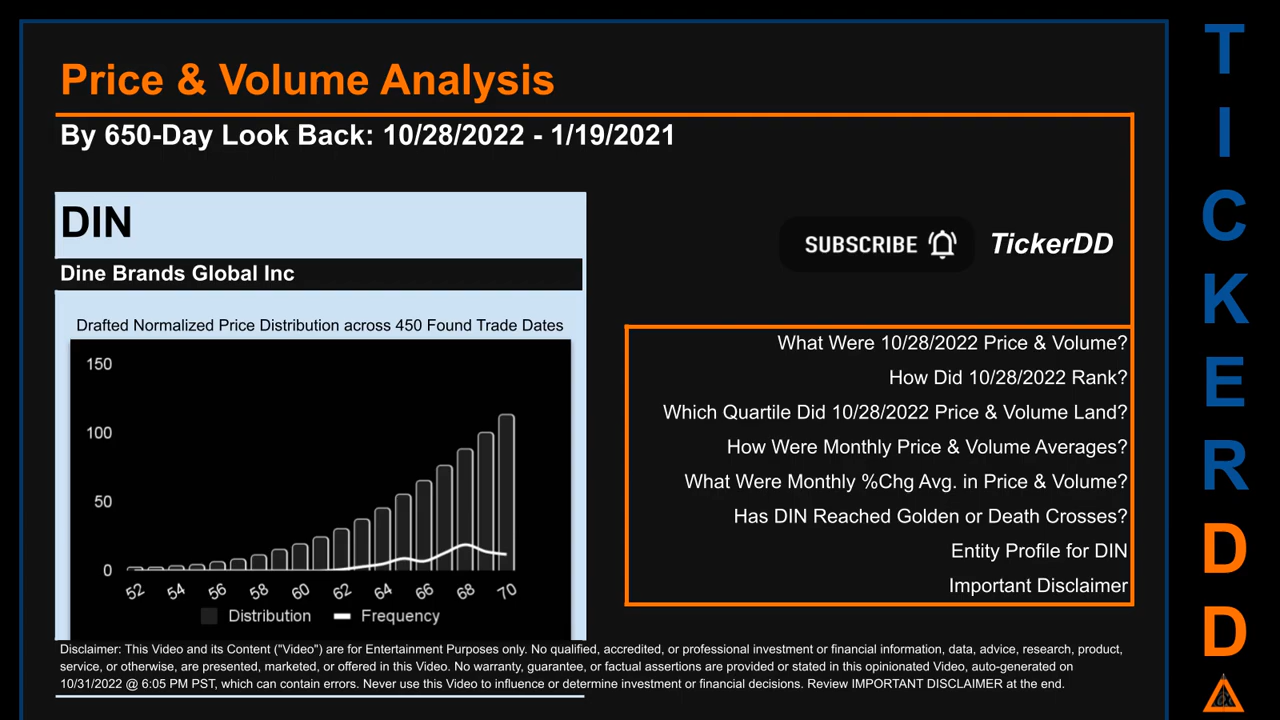 Price & Volume Analysis
By 650-Day Look Back: 10/28/2022 - 1/19/2021
DIN
Dine Brands Global Inc
Drafted Normalized Price Distribution across 450 Found Trade Dates
150
100
50
0
52 54 56 58 60 62 64 66 68 70
Distribution Frequency
SUBSCRIBE TickerDD
What Were 10/28/2022 Price & Volume?
How Did 10/28/2022 Rank?
Which Quartile Did 10/28/2022 Price & Volume Land?
How Were Monthly Price & Volume Averages?
What Were Monthly %Chg Avg. in Price & Volume?
Has DIN Reached Golden or Death Crosses?
Entity Profile for DIN
Important Disclaimer
Disclaimer: This Video and its Content ("Video") are for Entertainment Purposes only. No qualified, accredited, or professional investment or financial information, data, advice, research, product,
service, or otherwise, are presented, marketed, or offered in this Video. No warranty, guarantee, or factual assertions are provided or stated in this opinionated Video, auto-generated on
10/31/2022 @ 6:05 PM PST, which can contain errors. Never use this Video to influence or determine investment or financial decisions. Review IMPORTANT DISCLAIMER at the end.
T
I
C
K
E
R
D
D